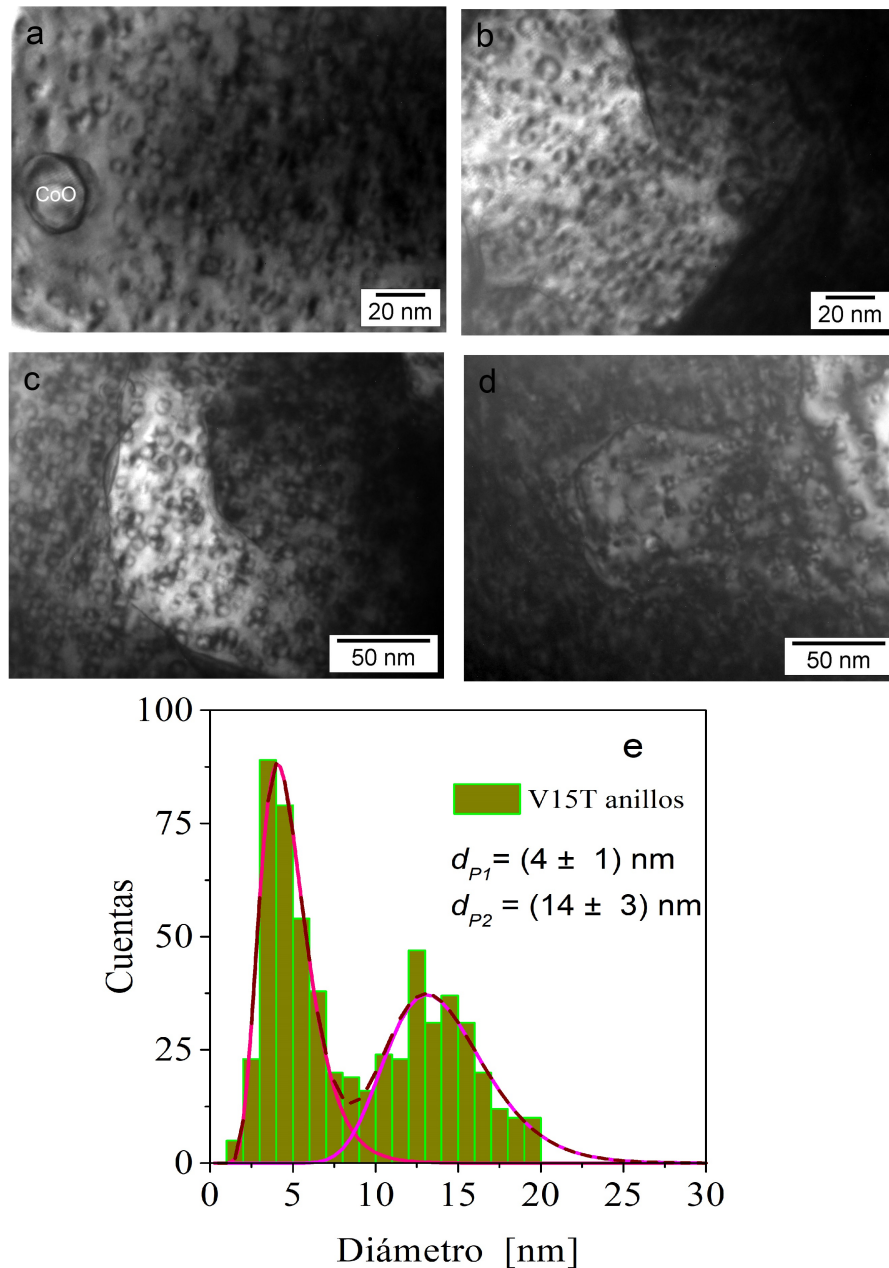 a
CoO
20 nm
b
20 nm
c
50 nm
d
50 nm
e
V15T anillos
d_P1 = (4 ± 1) nm
d_P2 = (14 ± 3) nm
Cuentas
100
75
50
25
0
0 5 10 15 20 25 30
Diámetro [nm]